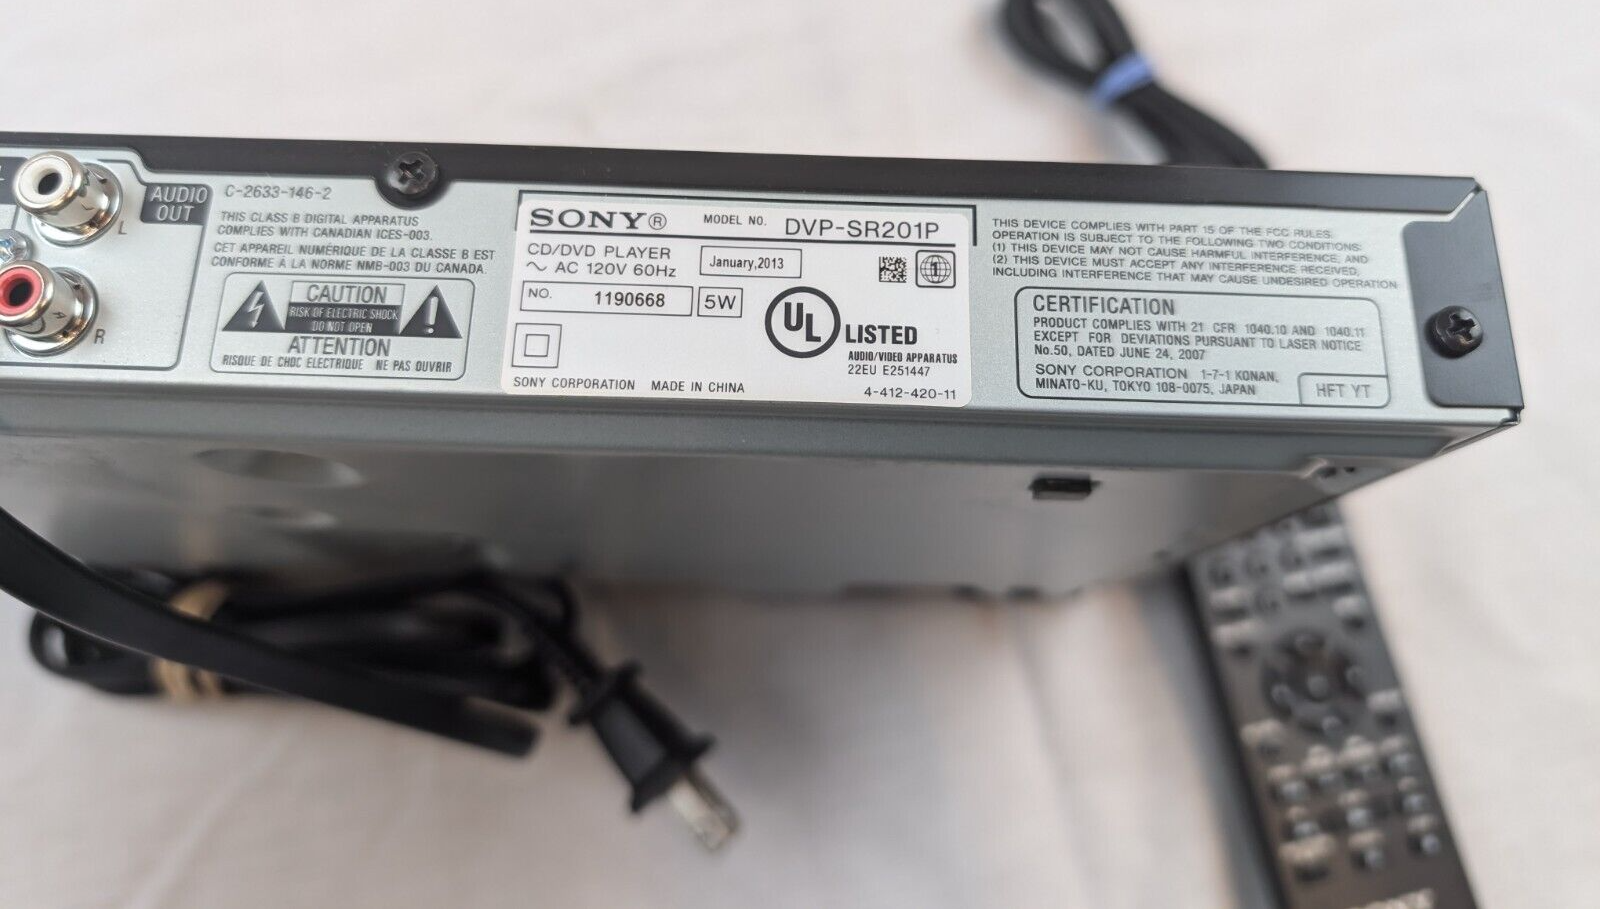 AUDIO
OUT
L
R
C-2633-146-2
THIS CLASS B DIGITAL APPARATUS
COMPLIES WITH CANADIAN ICES-003.
CET APPAREIL NUMÉRIQUE DE LA CLASSE B EST
CONFORME À LA NORME NMB-003 DU CANADA.
CAUTION
RISK OF ELECTRIC SHOCK
DO NOT OPEN
ATTENTION
RISQUE DE CHOC ELECTRIQUE NE PAS OUVRIR
SONY® MODEL NO. DVP-SR201P
CD/DVD PLAYER
~ AC 120V 60Hz
January,2013
1
NO. 1190668
5W
UL
LISTED
AUDIO/VIDEO APPARATUS
22EU E251447
SONY CORPORATION MADE IN CHINA
4-412-420-11
THIS DEVICE COMPLIES WITH PART 15 OF THE FCC RULES.
OPERATION IS SUBJECT TO THE FOLLOWING TWO CONDITIONS:
(1) THIS DEVICE MAY NOT CAUSE HARMFUL INTERFERENCE, AND
(2) THIS DEVICE MUST ACCEPT ANY INTERFERENCE RECEIVED,
INCLUDING INTERFERENCE THAT MAY CAUSE UNDESIRED OPERATION
CERTIFICATION
PRODUCT COMPLIES WITH 21 CFR 1040.10 AND 1040.11
EXCEPT FOR DEVIATIONS PURSUANT TO LASER NOTICE
No.50, DATED JUNE 24, 2007
SONY CORPORATION 1-7-1 KONAN,
MINATO-KU, TOKYO 108-0075, JAPAN
HFT YT